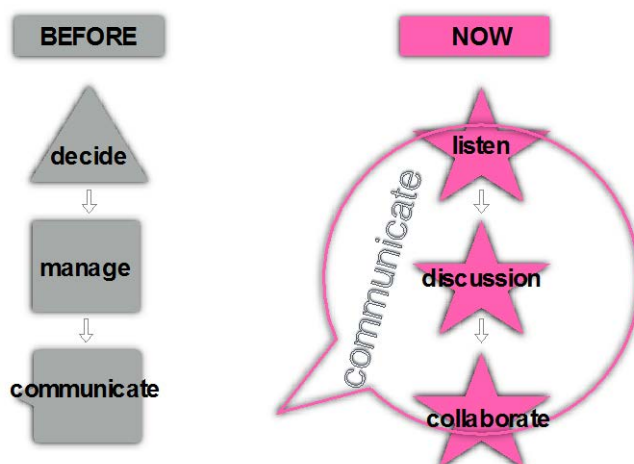 BEFORE
decide
manage
communicate
NOW
listen
communicate
discussion
collaborate